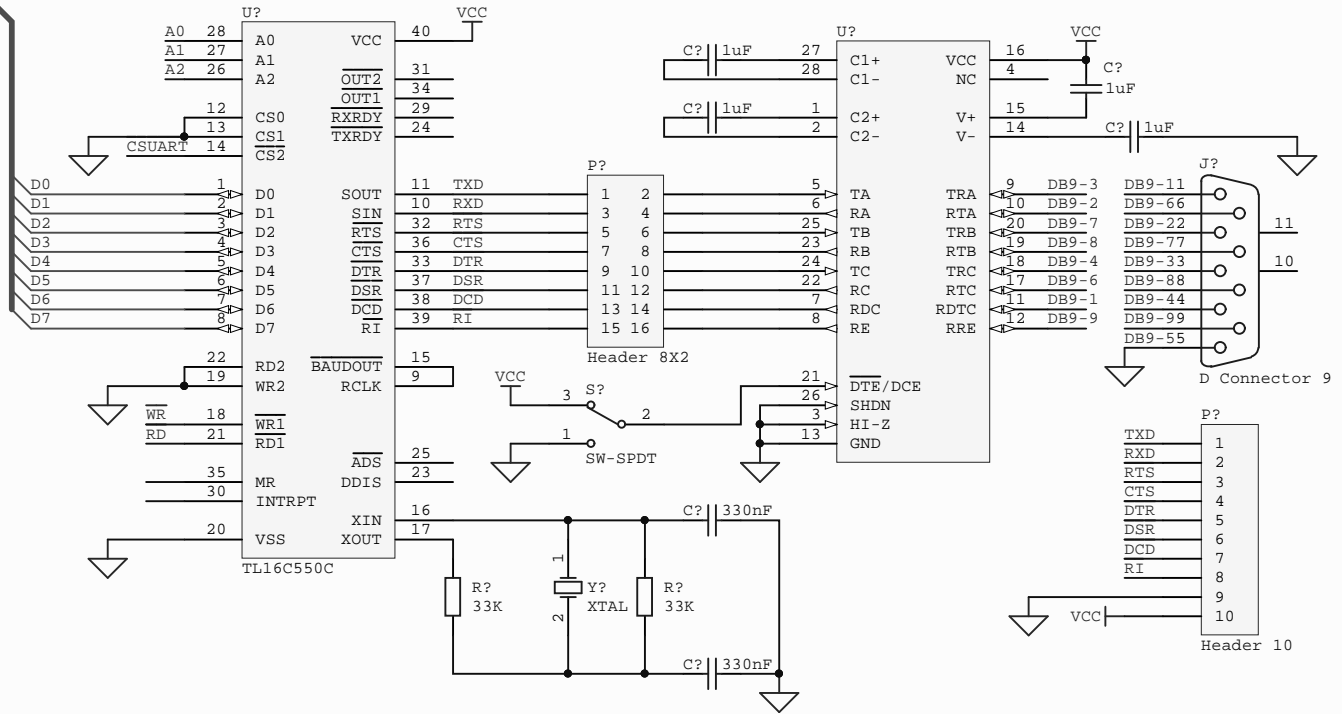 U?
A0 28 A0
A1 27 A1
A2 26 A2
12 CS0
13 CS1
CSUART 14 CS2
D0 1 D0
D1 2 D1
D2 3 D2
D3 4 D3
D4 5 D4
D5 6 D5
D6 7 D6
D7 8 D7
22 RD2
19 WR2
WR 18 WR1
RD 21 RD1
35 MR
30 INTRPT
20 VSS
VCC
VCC 40
OUT2 31
OUT1 34
RXRDY 29
TXRDY 24
SOUT 11 TXD
SIN 10 RXD
RTS 32 RTS
CTS 36 CTS
DTR 33 DTR
DSR 37 DSR
DCD 38 DCD
RI 39 RI
BAUDOUT 15
RCLK 9
ADS 25
DDIS 23
XIN 16
XOUT 17
TL16C550C
P?
1 2
3 4
5 6
7 8
9 10
11 12
13 14
15 16
Header 8X2
VCC
S?
3
2
1
SW-SPDT
R?
33K
1
Y?
XTAL
2
R?
33K
C? 330nF
C? 330nF
C? 1uF
C? 1uF
U?
27 C1+
28 C1-
1 C2+
2 C2-
5 TA
6 RA
25 TB
23 RB
24 TC
22 RC
7 RDC
8 RE
21 DTE/DCE
26 SHDN
3 HI-Z
13 GND
VCC
VCC 16
NC 4
V+ 15
V- 14
C?
1uF
C? 1uF
TRA 9 DB9-3
RTA 10 DB9-2
TRB 20 DB9-7
RTB 19 DB9-8
TRC 18 DB9-4
RTC 17 DB9-6
RDTC 11 DB9-1
RRE 12 DB9-9
J?
DB9-11
DB9-66
DB9-22
DB9-77
DB9-33
DB9-88
DB9-44
DB9-99
DB9-55
11
10
D Connector 9
P?
TXD 1
RXD 2
RTS 3
CTS 4
DTR 5
DSR 6
DCD 7
RI 8
9
VCC 10
Header 10